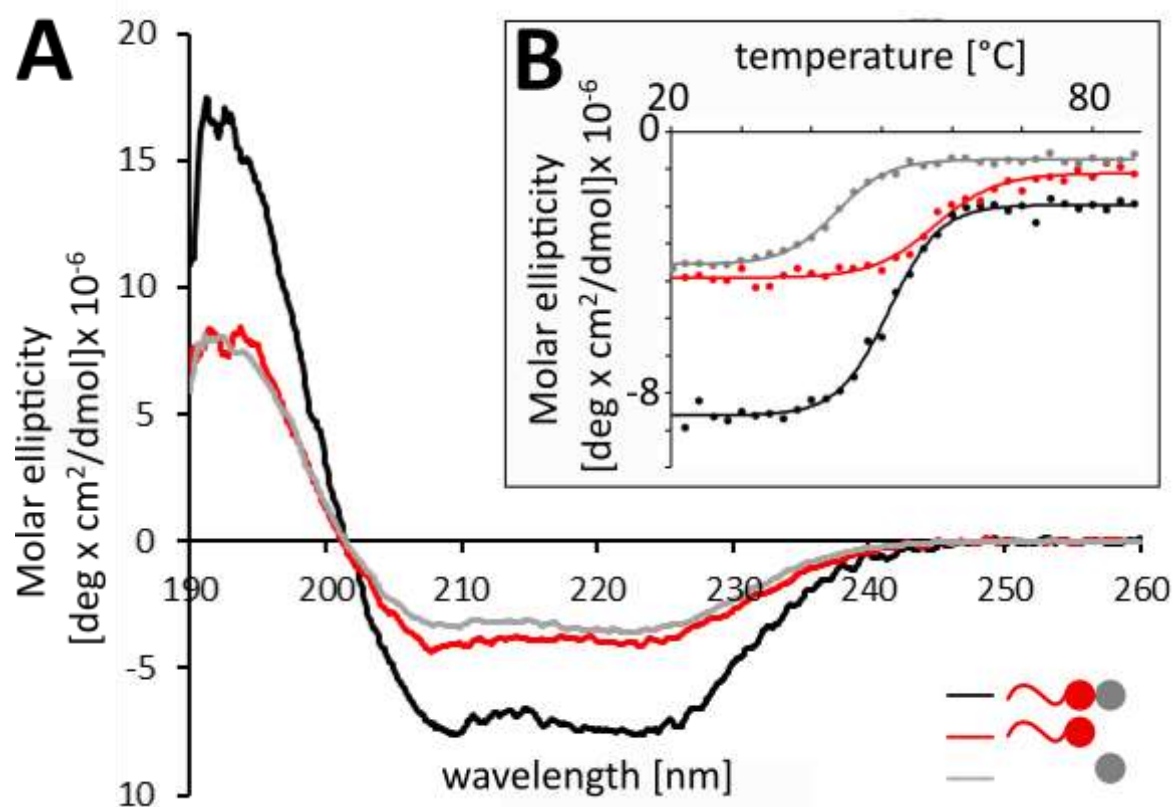 A
20
15
10
5
0
-5
10
Molar ellipticity
[deg x cm²/dmol]x 10⁻⁶
190
200
210
220
230
240
250
260
wavelength [nm]
B
temperature [°C]
20
80
0
-8
Molar ellipticity
[deg x cm²/dmol]x 10⁻⁶